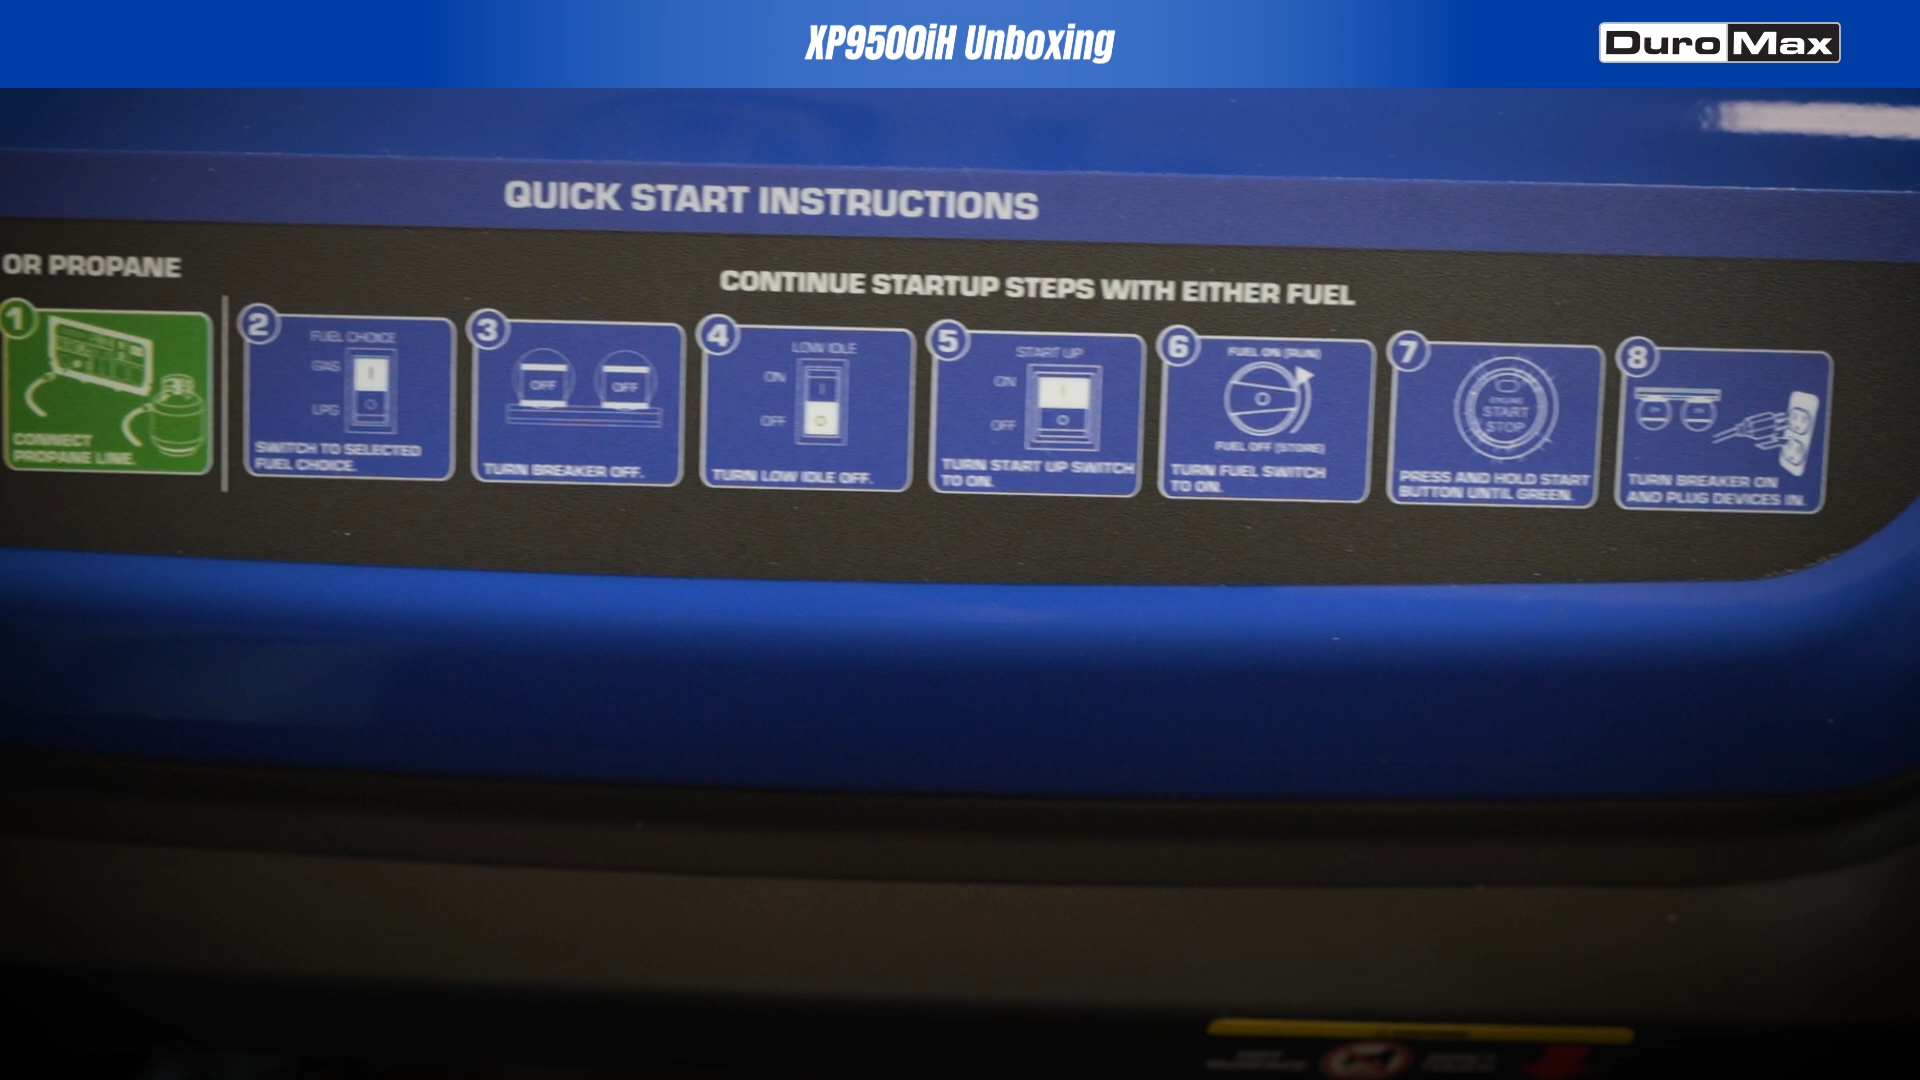 XP9500iH Unboxing
DuroMax
QUICK START INSTRUCTIONS
OR PROPANE
CONTINUE STARTUP STEPS WITH EITHER FUEL
1
CONNECT
PROPANE LINE.
2
FUEL CHOICE
GAS
LPG
SWITCH TO SELECTED
FUEL CHOICE.
3
OFF
OFF
TURN BREAKER OFF.
4
LOW IDLE
ON
OFF
TURN LOW IDLE OFF.
5
START UP
ON
OFF
TURN START UP SWITCH
TO ON.
6
FUEL ON (RUN)
FUEL OFF (STORE)
TURN FUEL SWITCH
TO ON.
7
ENGINE
START
STOP
PRESS AND HOLD START
BUTTON UNTIL GREEN.
8
TURN BREAKER ON
AND PLUG DEVICES IN.